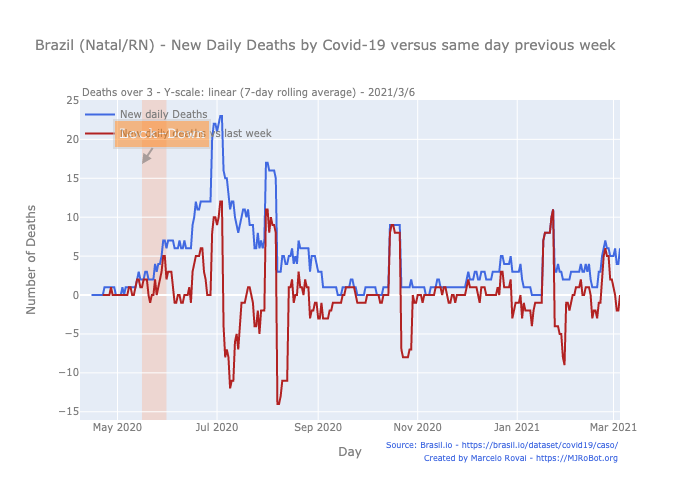 Brazil (Natal/RN) - New Daily Deaths by Covid-19 versus same day previous week
Deaths over 3 - Y-scale: linear (7-day rolling average) - 2021/3/6
New daily Deaths
New daily deaths vs last week
25
20
15
10
5
0
−5
−10
−15
Number of Deaths
May 2020
Jul 2020
Sep 2020
Nov 2020
Jan 2021
Mar 2021
Day
Source: Brasil.io - https://brasil.io/dataset/covid19/caso/
Created by Marcelo Rovai - https://MJRoBot.org